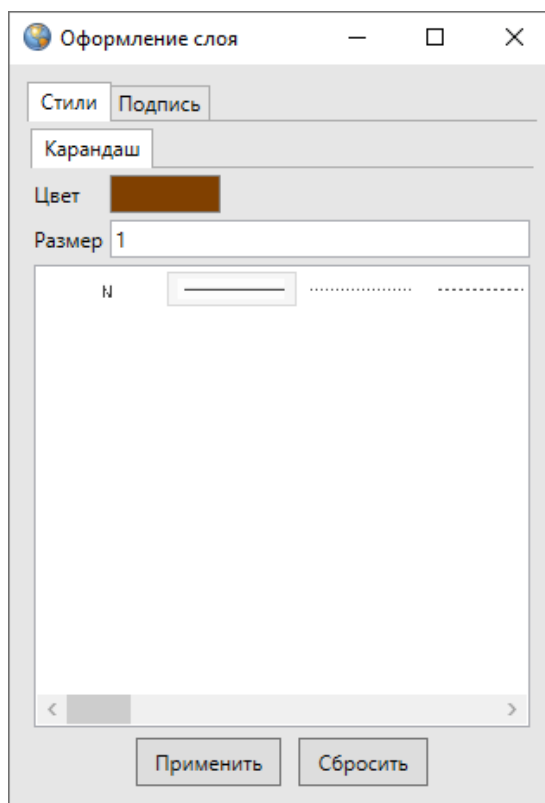 Оформление слоя
Стили Подпись
Карандаш
Цвет
Размер 1
N
Применить Сбросить